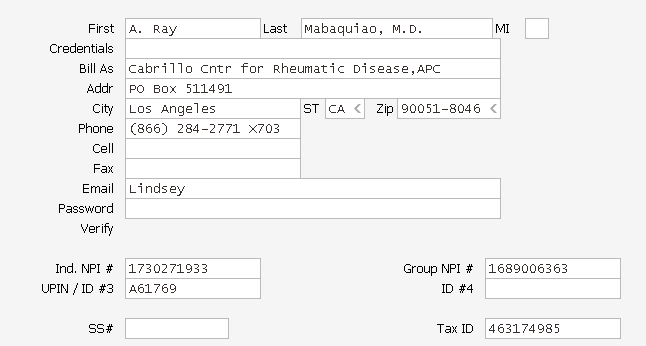 First A. Ray Last Mabaquiao, M.D. MI
Credentials
Bill As Cabrillo Cntr for Rheumatic Disease,APC
Addr PO Box 511491
City Los Angeles ST CA < Zip 90051-8046 <
Phone (866) 284-2771 X703
Cell
Fax
Email Lindsey
Password
Verify
Ind. NPI # 1730271933 Group NPI # 1689006363
UPIN / ID #3 A61769 ID #4
SS# Tax ID 463174985